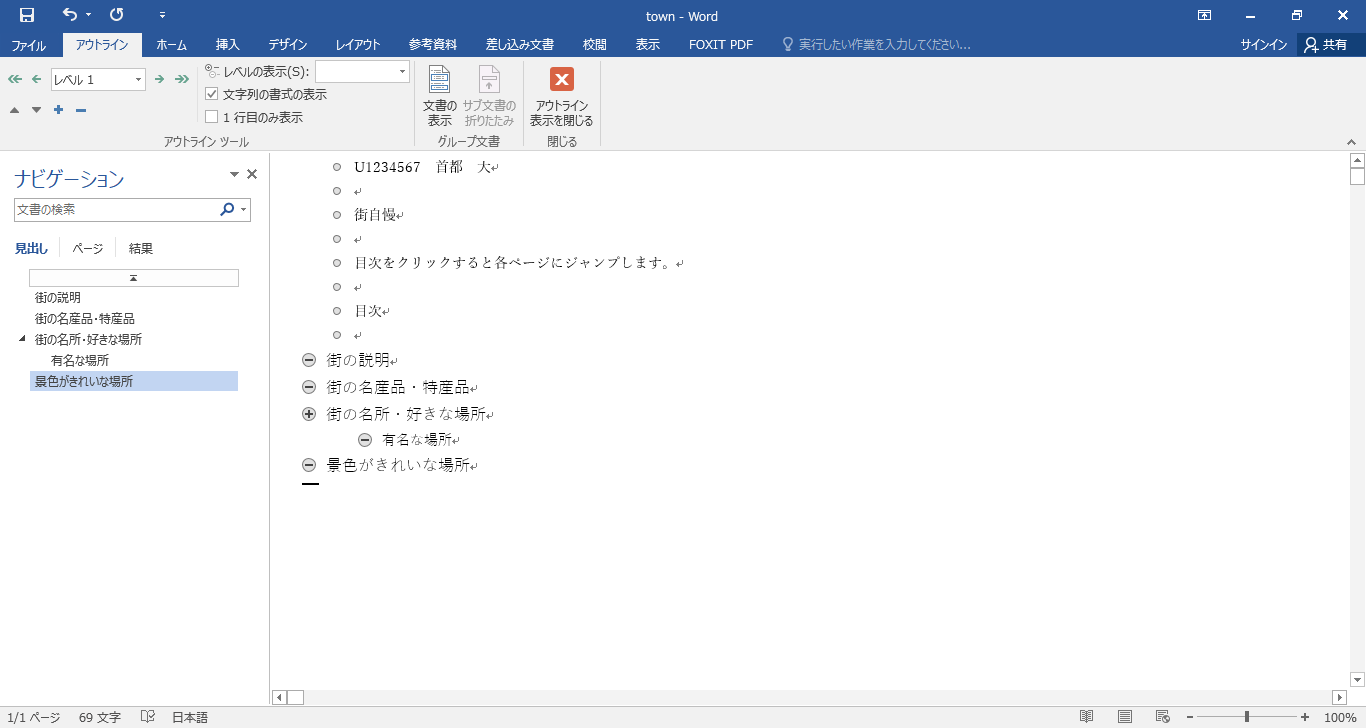 town - Word
ファイル アウトライン ホーム 挿入 デザイン レイアウト 参考資料 差し込み文書 校閲 表示 FOXIT PDF 実行したい作業を入力してください... サインイン 共有
レベル 1
レベルの表示(S):
文字列の書式の表示
1 行目のみ表示
アウトライン ツール
文書の
表示
サブ文書の
折りたたみ
グループ文書
アウトライン
表示を閉じる
閉じる
ナビゲーション
文書の検索
見出し ページ 結果
街の説明
街の名産品・特産品
街の名所・好きな場所
有名な場所
景色がきれいな場所
U1234567 首都 大↵
↵
街自慢↵
↵
目次をクリックすると各ページにジャンプします。↵
↵
目次↵
↵
街の説明↵
街の名産品・特産品↵
街の名所・好きな場所↵
有名な場所↵
景色がきれいな場所↵
1/1 ページ 69 文字 日本語 100%